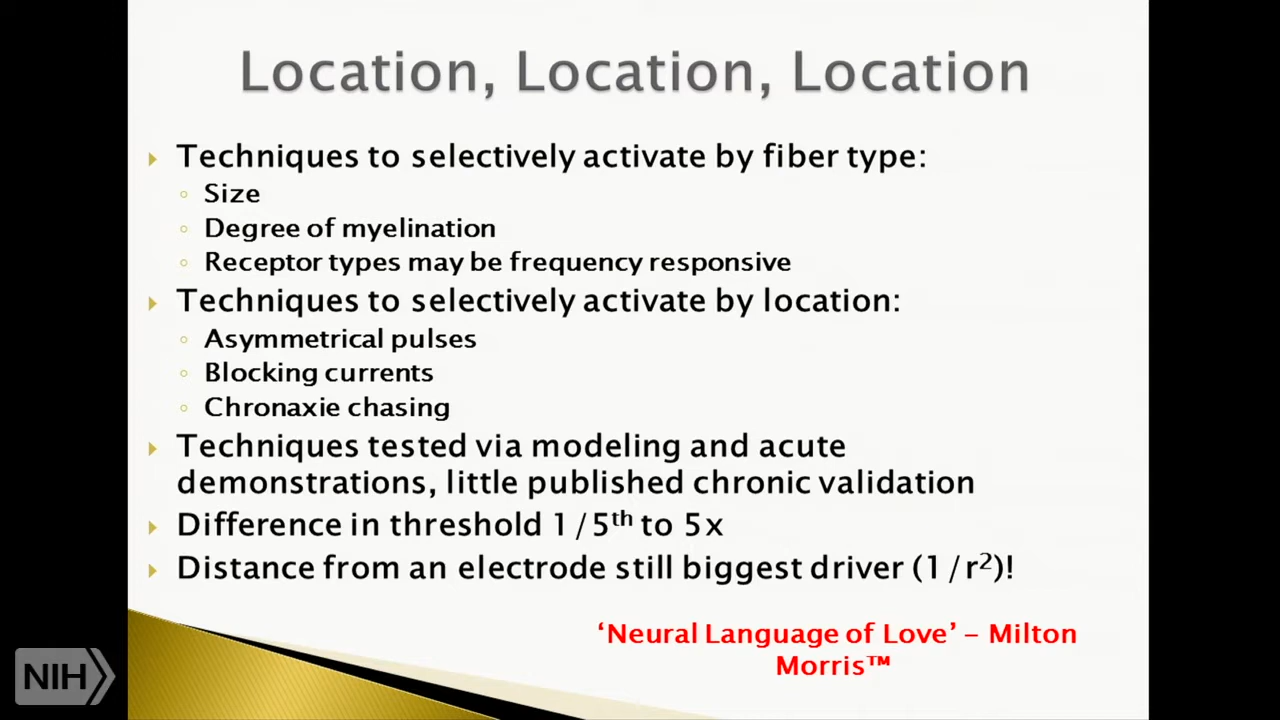 Location, Location, Location
Techniques to selectively activate by fiber type:
Size
Degree of myelination
Receptor types may be frequency responsive
Techniques to selectively activate by location:
Asymmetrical pulses
Blocking currents
Chronaxie chasing
Techniques tested via modeling and acute
demonstrations, little published chronic validation
Difference in threshold 1/5th to 5x
Distance from an electrode still biggest driver (1/r²)!
‘Neural Language of Love’ – Milton
Morris™
NIH